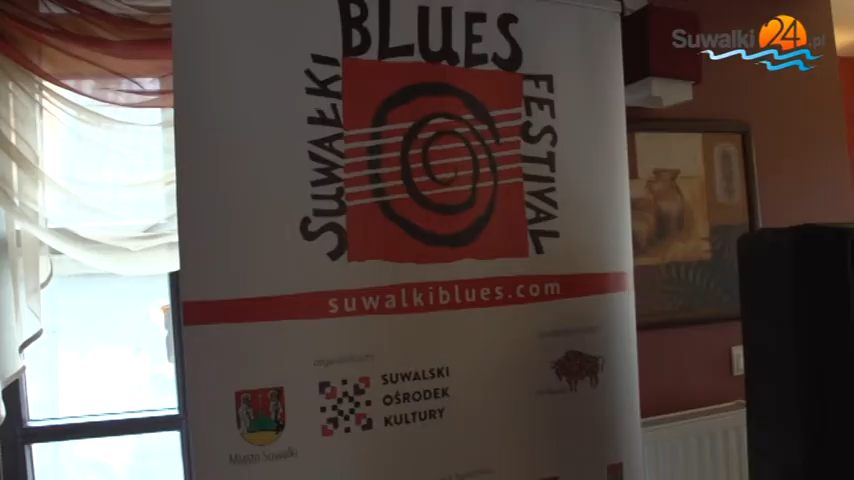 Suwalki24.pl
SUWAŁKI
BLUES
FESTIVAL
suwalkiblues.com
SUWALSKI
OŚRODEK
KULTURY
Miasto Suwałki